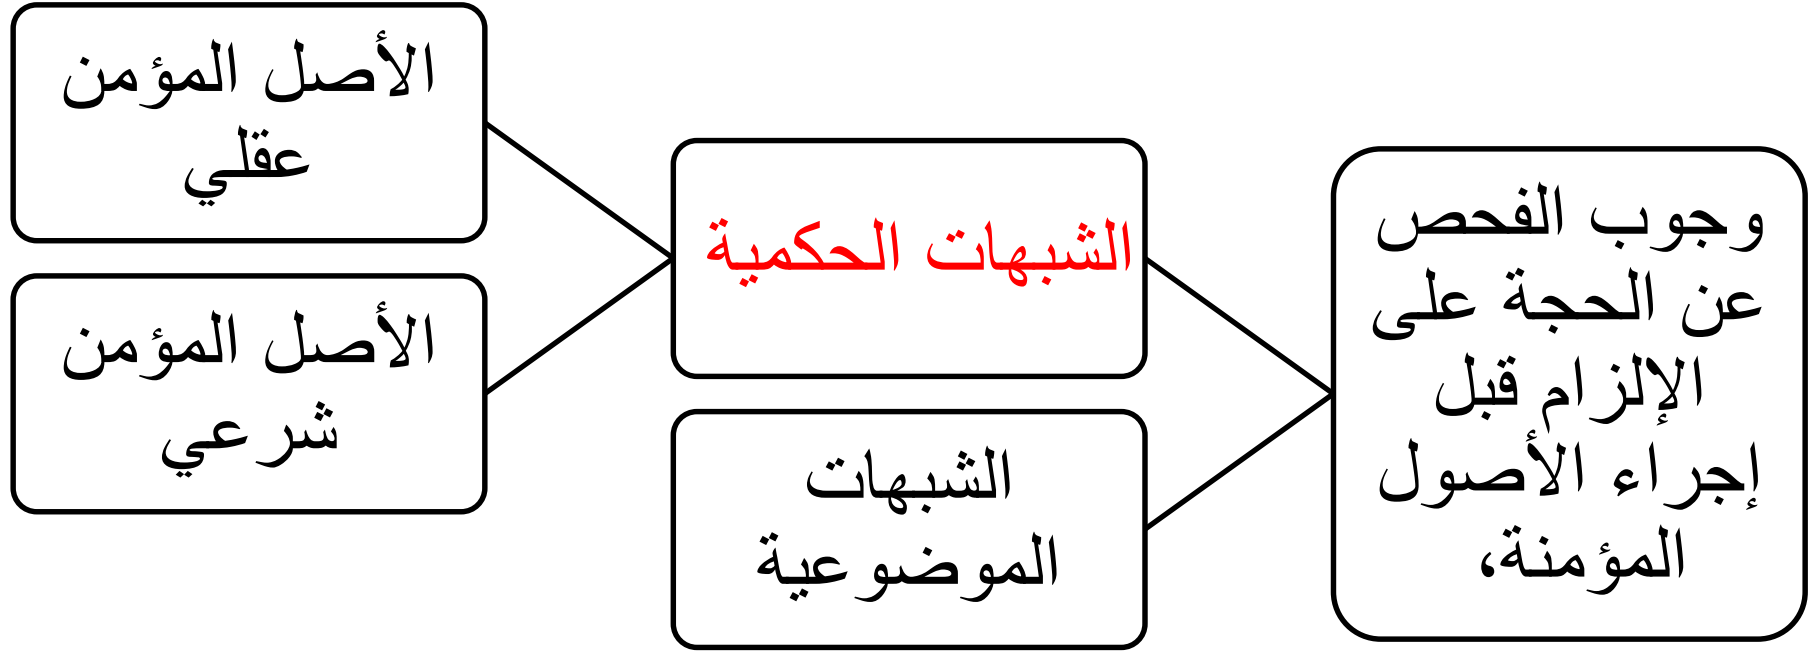 وجوب الفحص
عن الحجة على
الإلزام قبل
إجراء الأصول
المؤمنة،
الشبهات الحكمية
الأصل المؤمن
عقلي
الأصل المؤمن
شرعي
الشبهات
الموضوعية